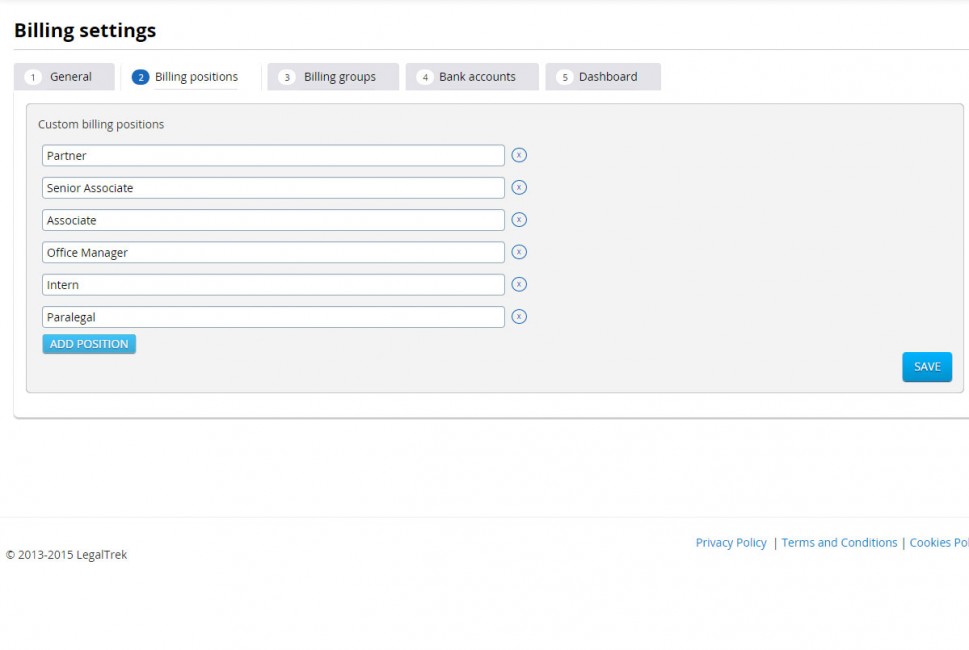 Billing settings
1 General 2 Billing positions 3 Billing groups 4 Bank accounts 5 Dashboard
Custom billing positions
Partner x
Senior Associate x
Associate x
Office Manager x
Intern x
Paralegal x
ADD POSITION
SAVE
Privacy Policy | Terms and Conditions | Cookies Pol
© 2013-2015 LegalTrek